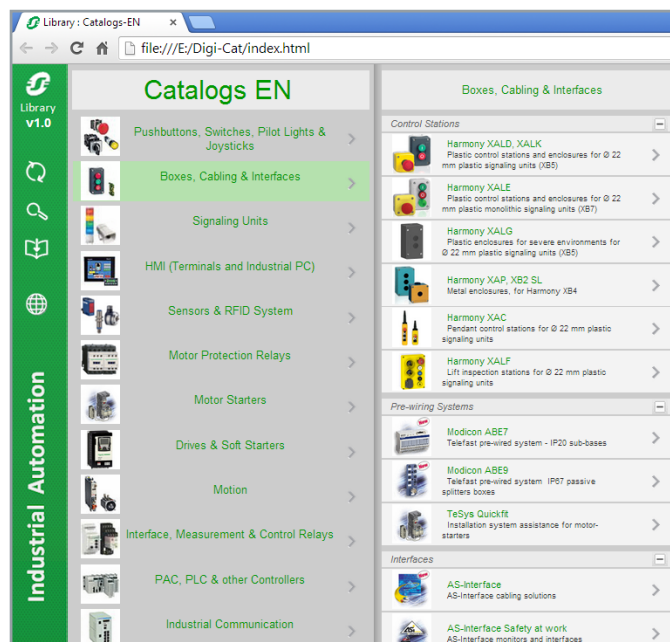 Library : Catalogs-EN
file:///E:/Digi-Cat/index.html
Library
v1.0
Industrial Automation
Catalogs EN
Pushbuttons, Switches, Pilot Lights &
Joysticks
Boxes, Cabling & Interfaces
Signaling Units
HMI (Terminals and Industrial PC)
Sensors & RFID System
Motor Protection Relays
Motor Starters
Drives & Soft Starters
Motion
Interface, Measurement & Control Relays
PAC, PLC & other Controllers
Industrial Communication
Boxes, Cabling & Interfaces
Control Stations
Harmony XALD, XALK
Plastic control stations and enclosures for Ø 22
mm plastic signaling units (XB5)
Harmony XALE
Plastic control stations and enclosures for Ø 22
mm plastic monolithic signaling units (XB7)
Harmony XALG
Plastic enclosures for severe environments for
Ø 22 mm plastic signaling units (XB5)
Harmony XAP, XB2 SL
Metal enclosures, for Harmony XB4
Harmony XAC
Pendant control stations for Ø 22 mm plastic
signaling units
Harmony XALF
Lift inspection stations for Ø 22 mm plastic
signaling units
Pre-wiring Systems
Modicon ABE7
Telefast pre-wired system - IP20 sub-bases
Modicon ABE9
Telefast pre-wired system IP67 passive
splitters boxes
TeSys Quickfit
Installation system assistance for motor-
starters
Interfaces
AS-Interface
AS-Interface cabling solutions
AS-Interface Safety at work
AS-Interface monitors and interfaces